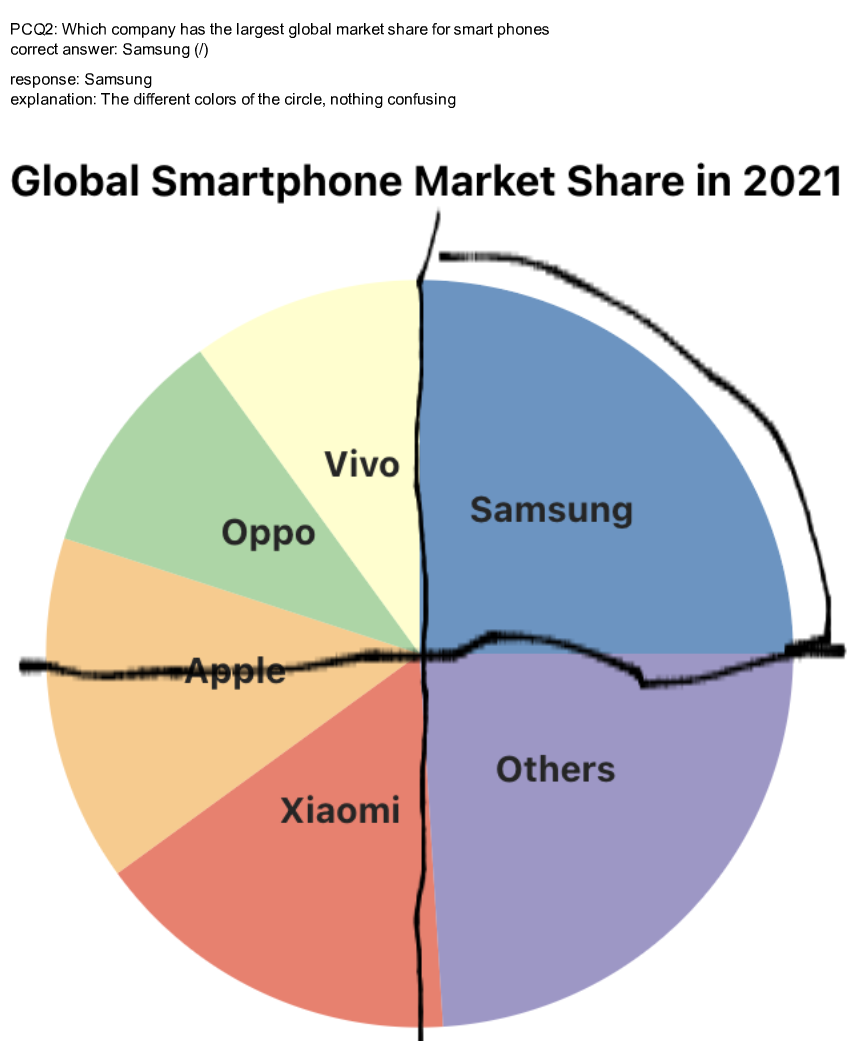 PCQ2: Which company has the largest global market share for smart phones
correct answer: Samsung (/)
response: Samsung
explanation: The different colors of the circle, nothing confusing
Global Smartphone Market Share in 2021
Vivo
Samsung
Oppo
Apple
Others
Xiaomi